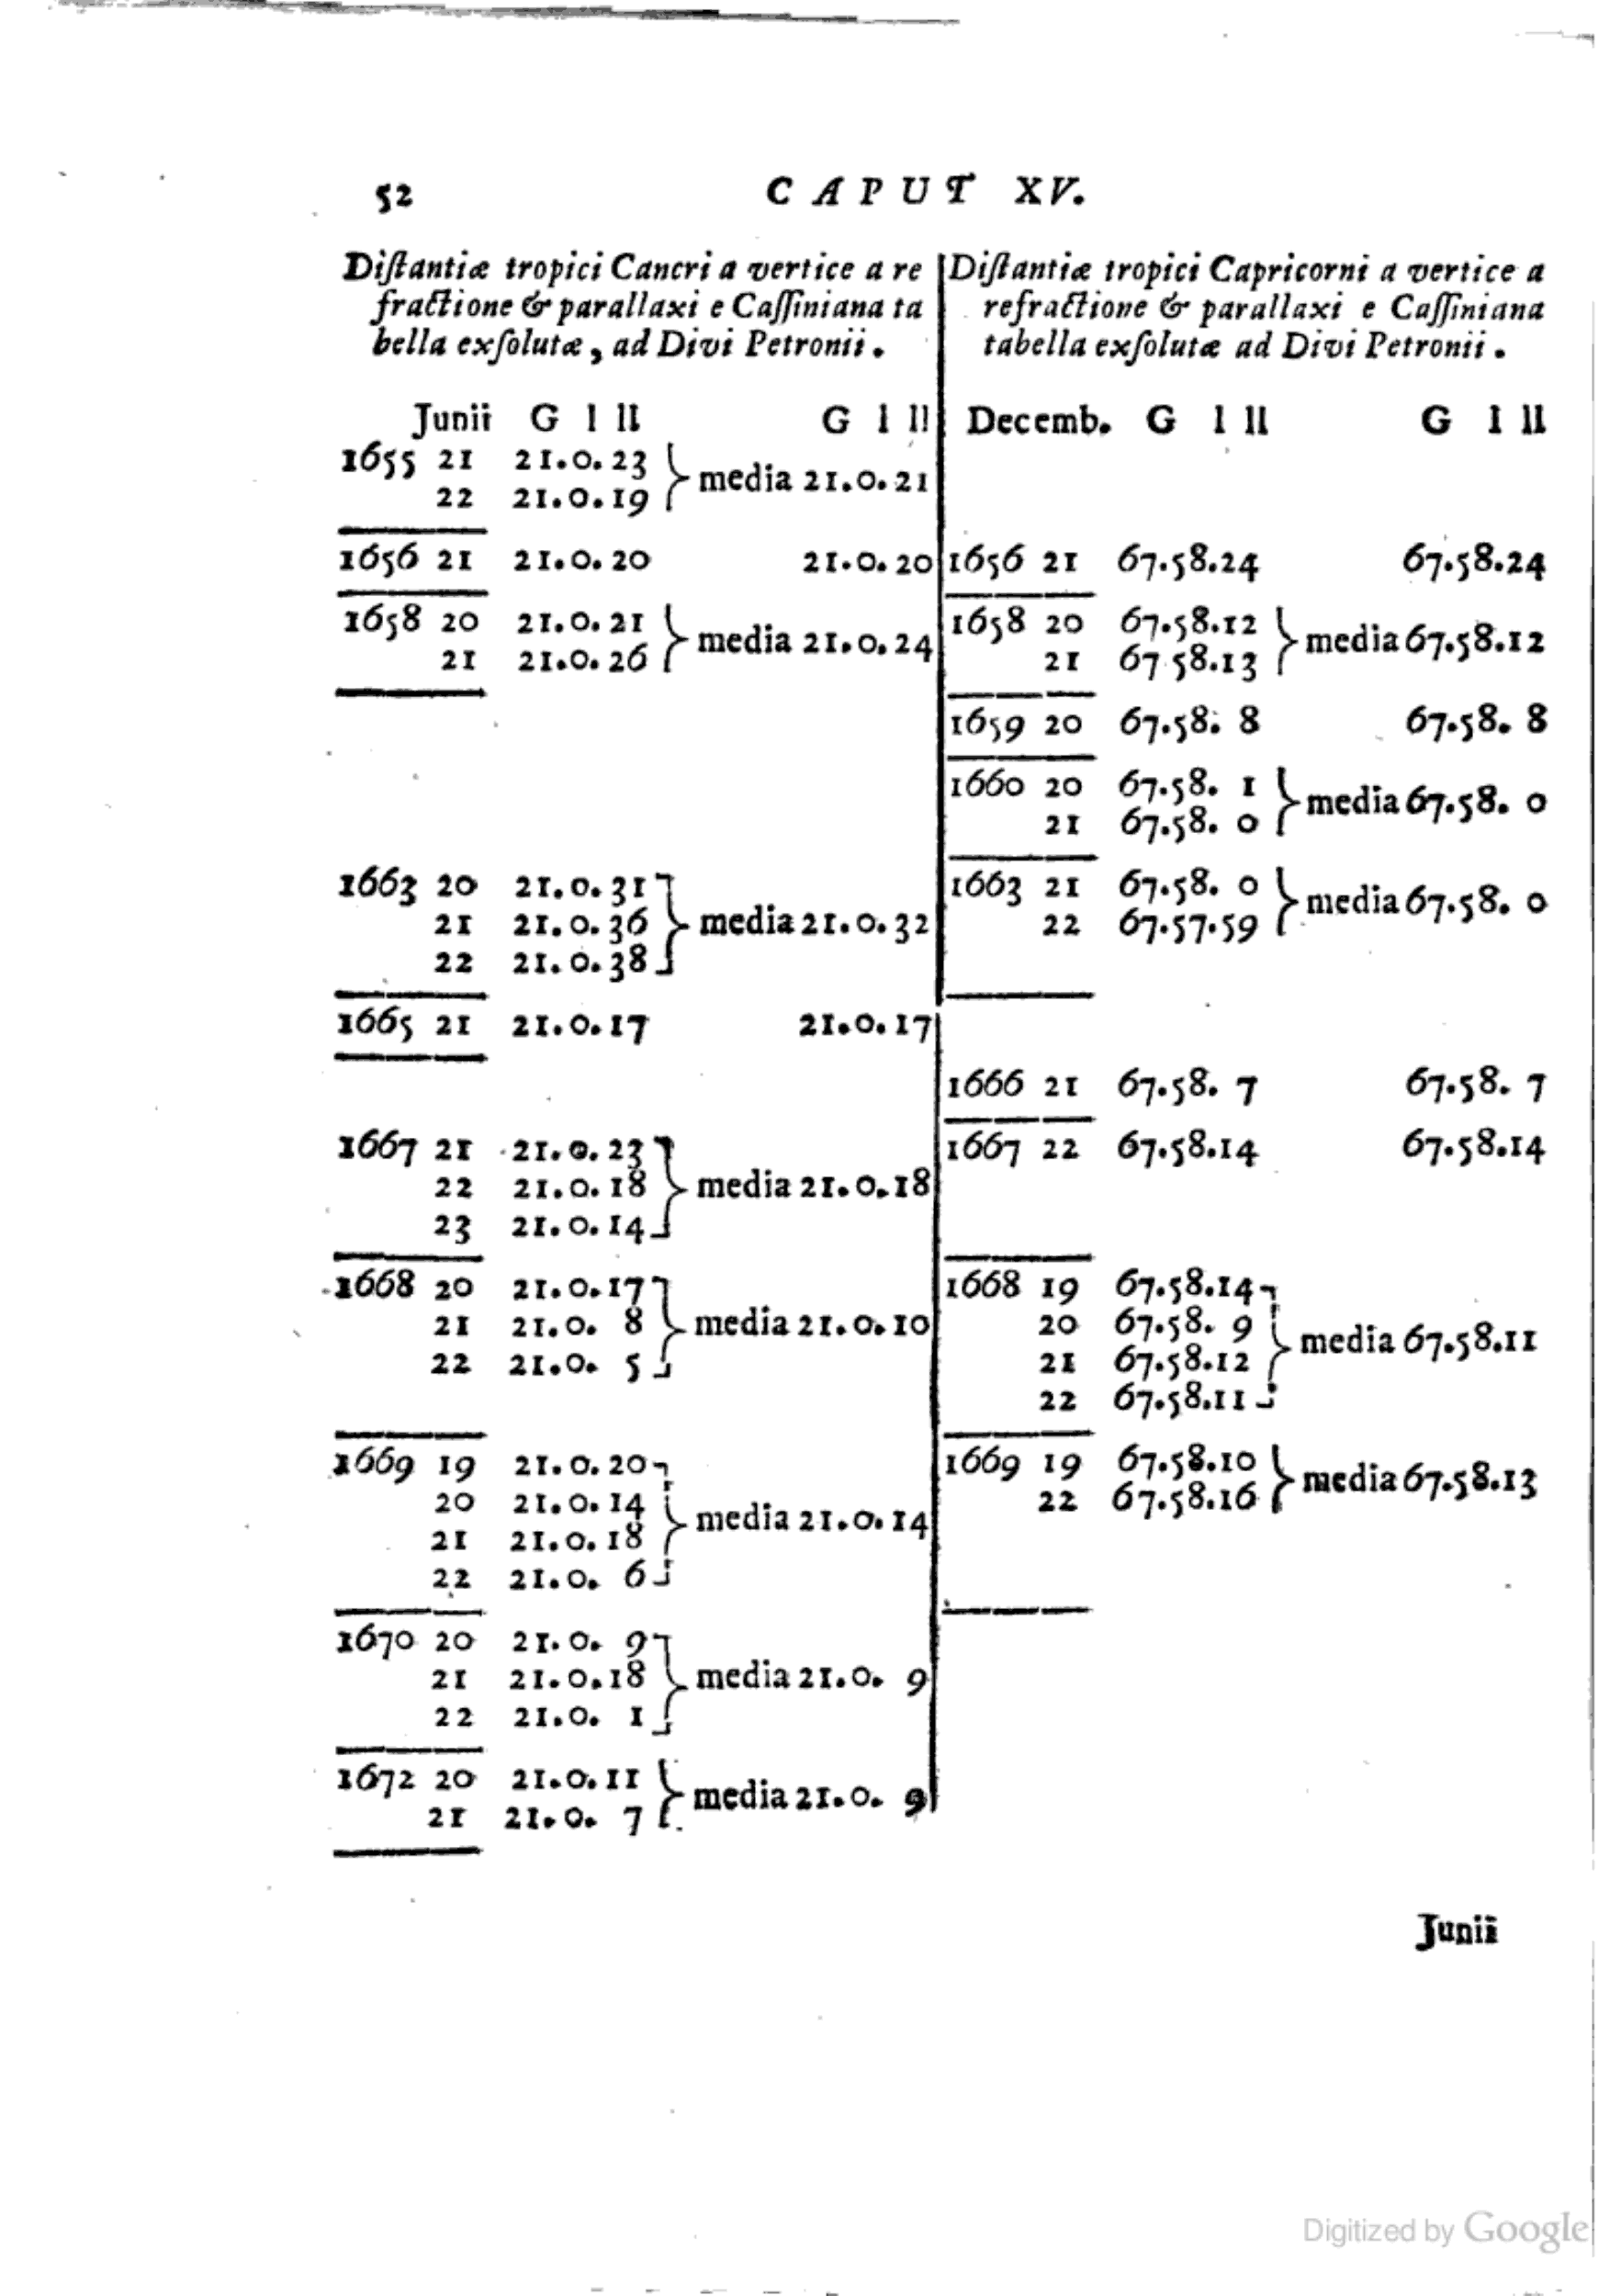 52 CAPUT XV.
Diſtantiæ tropici Cancri a vertice a re
fractione & parallaxi e Caſſiniana ta
bella exſolutæ, ad Divi Petronii.
Junii G l ll G l ll
1655 21 21.0.23
media 21.0.21
22 21.0.19
1656 21 21.0.20 21.0.20
1658 20 21.0.21
media 21.0.24
21 21.0.26
1663 20 21.0.31
21 21.0.36 media 21.0.32
22 21.0.38
1665 21 21.0.17 21.0.17
1667 21 21.0.23
22 21.0.18 media 21.0.18
23 21.0.14
1668 20 21.0.17
21 21.0. 8 media 21.0.10
22 21.0. 5
1669 19 21.0.20
20 21.0.14
media 21.0.14
21 21.0.18
22 21.0. 6
1670 20 21.0. 9
21 21.0.18 media 21.0. 9
22 21.0. 1
1672 20 21.0.11
media 21.0. 9
21 21.0. 7
Diſtantiæ tropici Capricorni a vertice a
refractione & parallaxi e Caſſiniana
tabella exſolutæ ad Divi Petronii.
Decemb. G l ll G l ll
1656 21 67.58.24 67.58.24
1658 20 67.58.12
media 67.58.12
21 67 58.13
1659 20 67.58. 8 67.58. 8
1660 20 67.58. 1
media 67.58. 0
21 67.58. 0
1663 21 67.58. 0
media 67.58. 0
22 67.57.59
1666 21 67.58. 7 67.58. 7
1667 22 67.58.14 67.58.14
1668 19 67.58.14
20 67.58. 9
media 67.58.11
21 67.58.12
22 67.58.11
1669 19 67.58.10
media 67.58.13
22 67.58.16
Junii
Digitized by Google